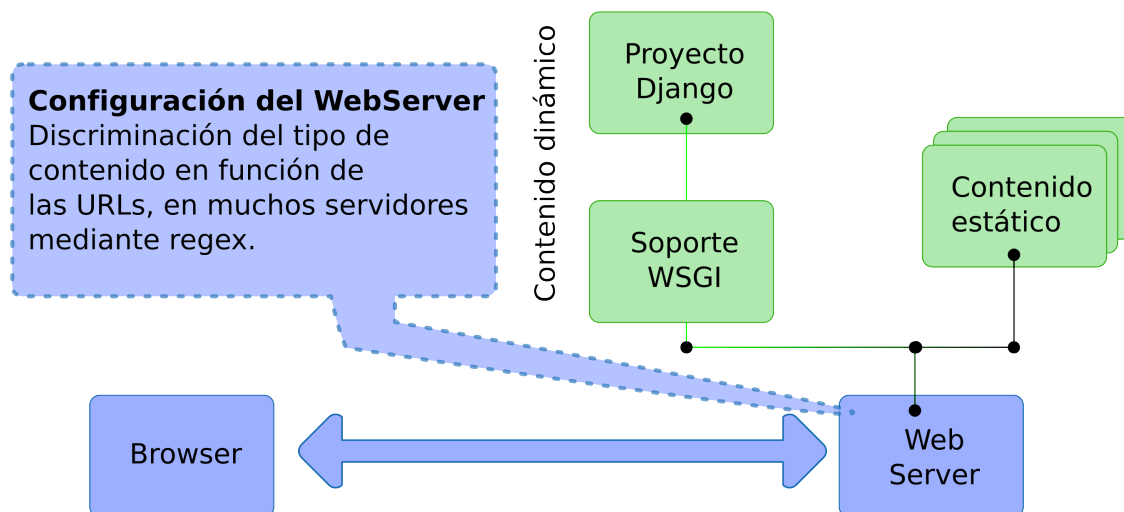 Configuración del WebServer
Discriminación del tipo de
contenido en función de
las URLs, en muchos servidores
mediante regex.
Contenido dinámico
Proyecto
Django
Soporte
WSGI
Contenido
estático
Browser
Web
Server